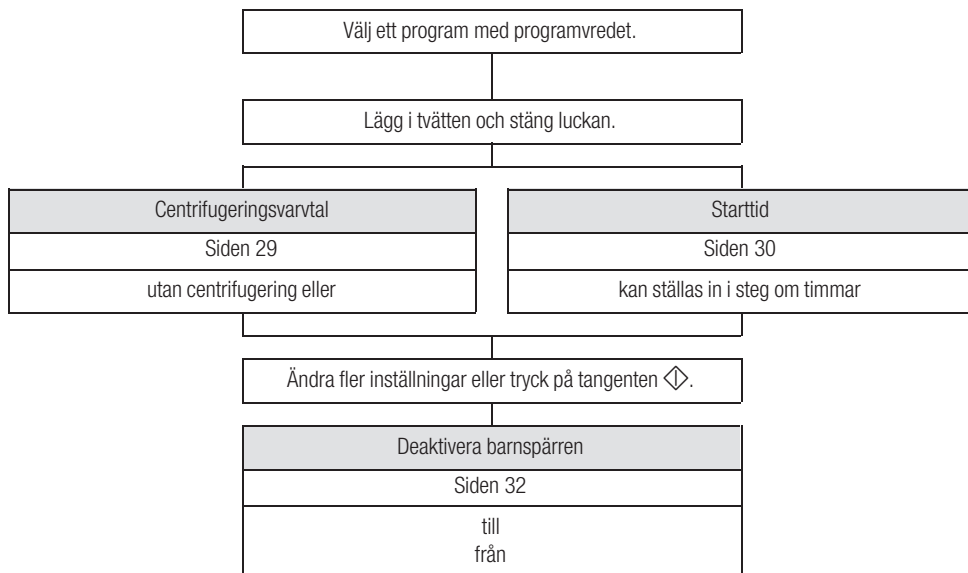 Välj ett program med programvredet.
Lägg i tvätten och stäng luckan.
Centrifugeringsvarvtal
Siden 29
utan centrifugering eller
Starttid
Siden 30
kan ställas in i steg om timmar
Ändra fler inställningar eller tryck på tangenten.
Deaktivera barnspärren
Siden 32
till
från